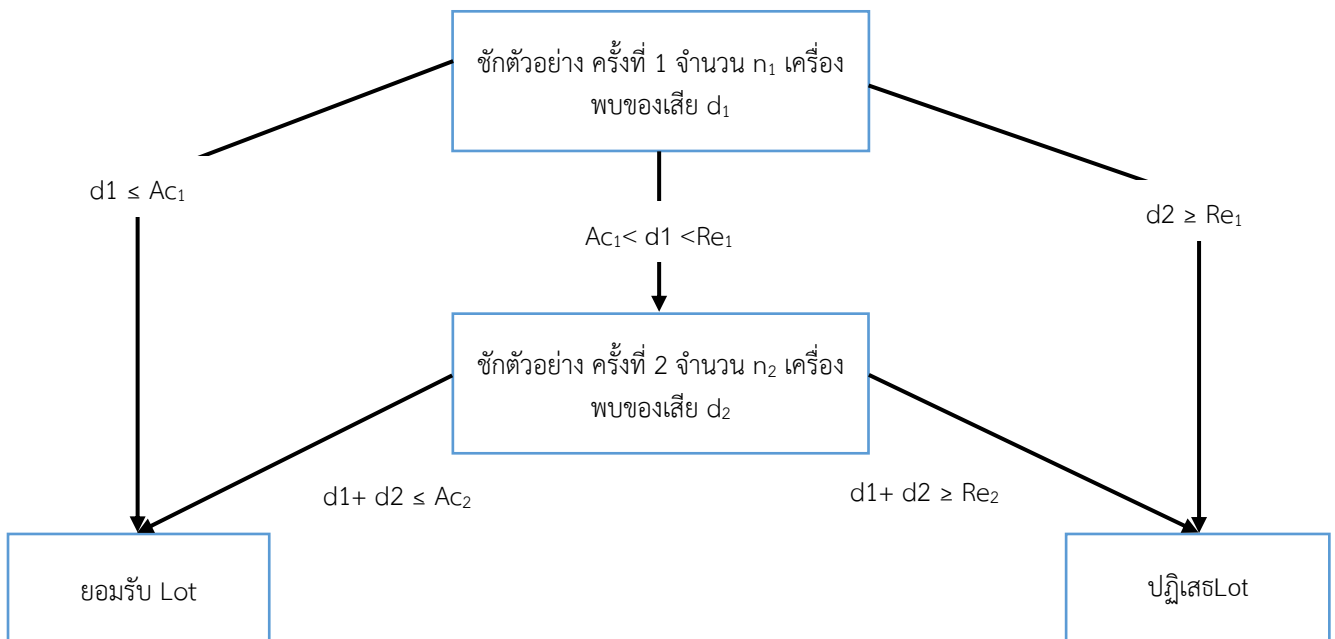 ชักตัวอย่าง ครั้งที่ 1 จำนวน n₁ เครื่อง
พบของเสีย d₁
d1 ≤ Ac₁
d2 ≥ Re₁
Ac₁< d1 <Re₁
ชักตัวอย่าง ครั้งที่ 2 จำนวน n₂ เครื่อง
พบของเสีย d₂
d1+ d2 ≤ Ac₂
d1+ d2 ≥ Re₂
ยอมรับ Lot
ปฏิเสธLot